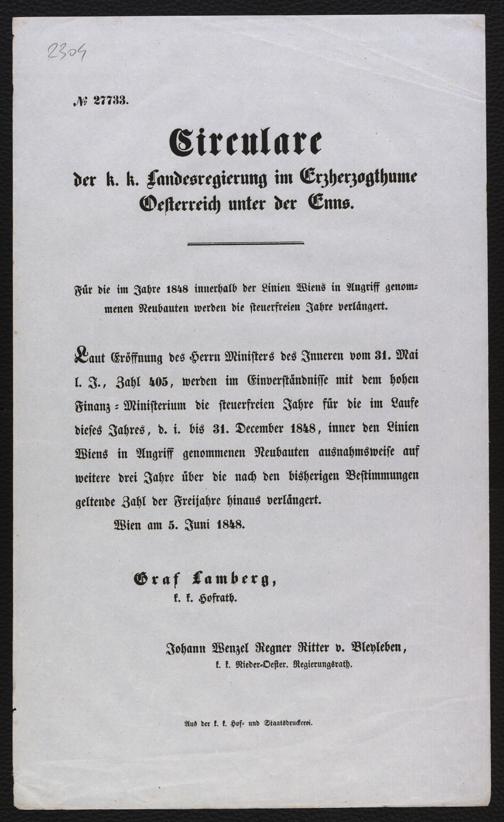 2304
№ 27733.
Circulare
der k. k. Landesregierung im Erzherzogthume
Oesterreich unter der Enns.
Für die im Jahre 1848 innerhalb der Linien Wiens in Angriff genom=
menen Neubauten werden die steuerfreien Jahre verlängert.
Laut Eröffnung des Herrn Ministers des Inneren vom 31. Mai
l. J., Zahl 405, werden im Einverständnisse mit dem hohen
Finanz=Ministerium die steuerfreien Jahre für die im Laufe
dieses Jahres, d. i. bis 31. December 1848, inner den Linien
Wiens in Angriff genommenen Neubauten ausnahmsweise auf
weitere drei Jahre über die nach den bisherigen Bestimmungen
geltende Zahl der Freijahre hinaus verlängert.
Wien am 5. Juni 1848.
Graf Lamberg,
k. k. Hofrath.
Johann Wenzel Regner Ritter v. Bleyleben,
k. k. Nieder-Oester. Regierungsrath.
Aus der k. k. Hof- und Staatsdruckerei.